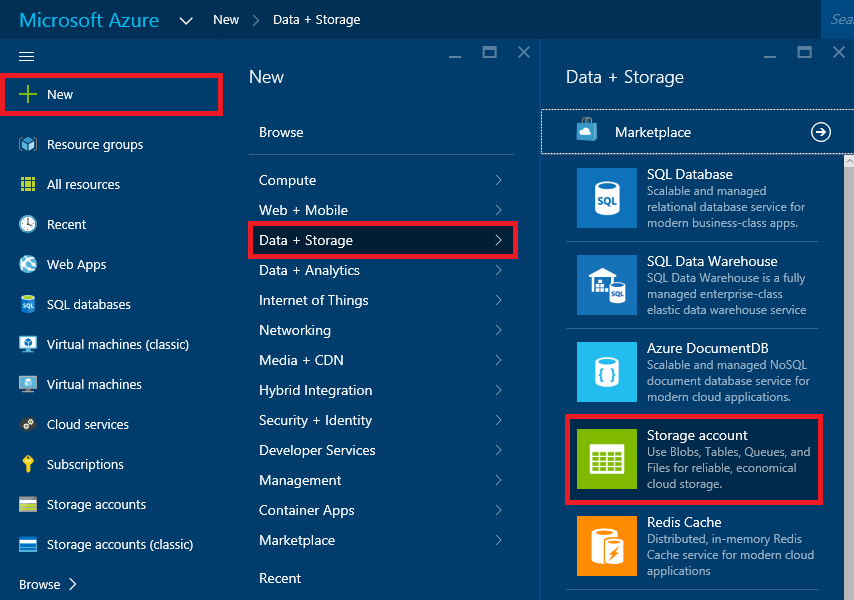 Microsoft Azure
New
Data + Storage
Sea
New
Resource groups
All resources
Recent
Web Apps
SQL
SQL databases
Virtual machines (classic)
Virtual machines
Cloud services
Subscriptions
Storage accounts
Storage accounts (classic)
Browse
New
Browse
Compute
Web + Mobile
Data + Storage
Data + Analytics
Internet of Things
Networking
Media + CDN
Hybrid Integration
Security + Identity
Developer Services
Management
Container Apps
Marketplace
Recent
Data + Storage
Marketplace
SQL
SQL Database
Scalable and managed
relational database service for
modern business-class apps.
SQL
SQL Data Warehouse
SQL Data Warehouse is a fully
managed enterprise-class
elastic data warehouse service
{ }
Azure DocumentDB
Scalable and managed NoSQL
document database service for
modern cloud applications.
Storage account
Use Blobs, Tables, Queues, and
Files for reliable, economical
cloud storage.
Redis Cache
Distributed, in-memory Redis
Cache service for modern cloud
applications